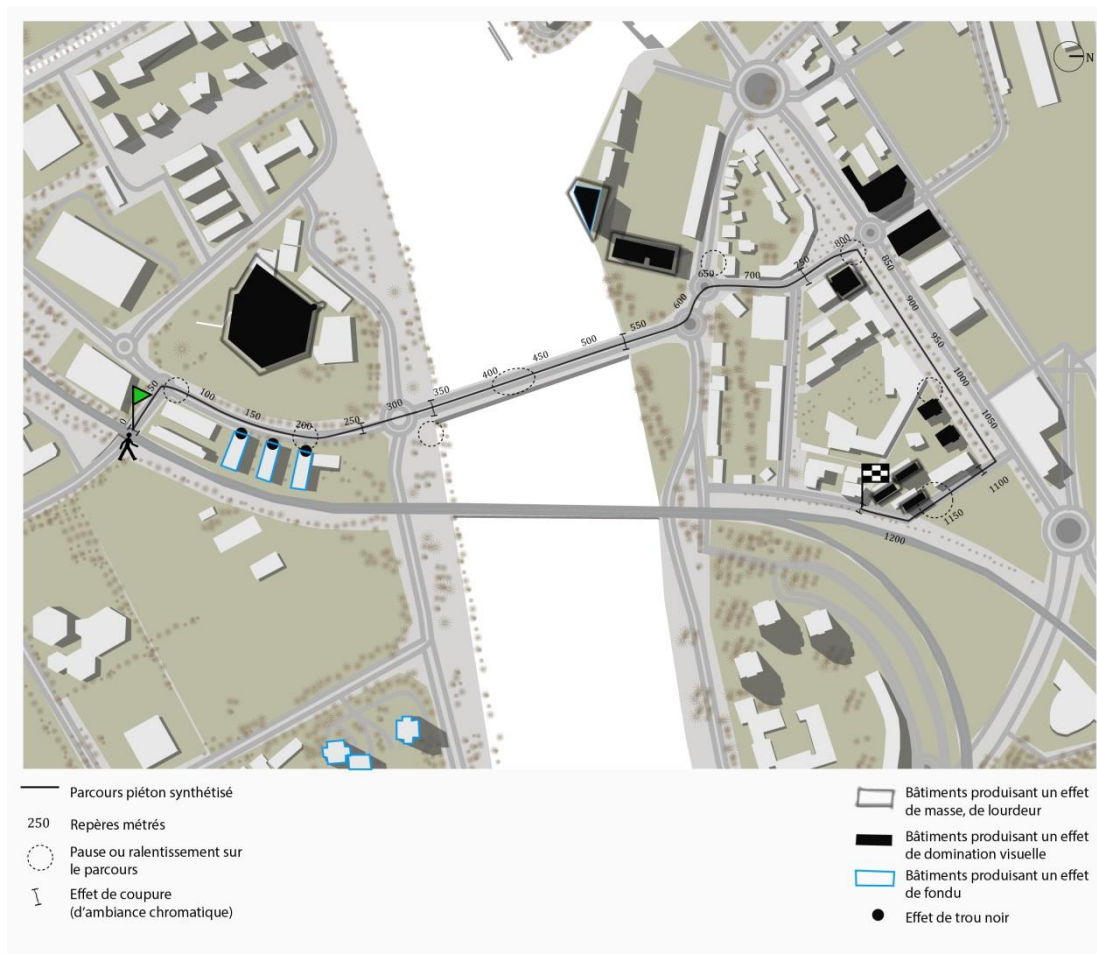 N
0
50
100
150
200
250
300
350
400
450
500
550
600
650
700
750
800
850
900
950
1000
1050
1100
1150
1200
Parcours piéton synthétisé
250 Repères métrés
Pause ou ralentissement sur
le parcours
Effet de coupure
(d’ambiance chromatique)
Bâtiments produisant un effet
de masse, de lourdeur
Bâtiments produisant un effet
de domination visuelle
Bâtiments produisant un effet
de fondu
Effet de trou noir